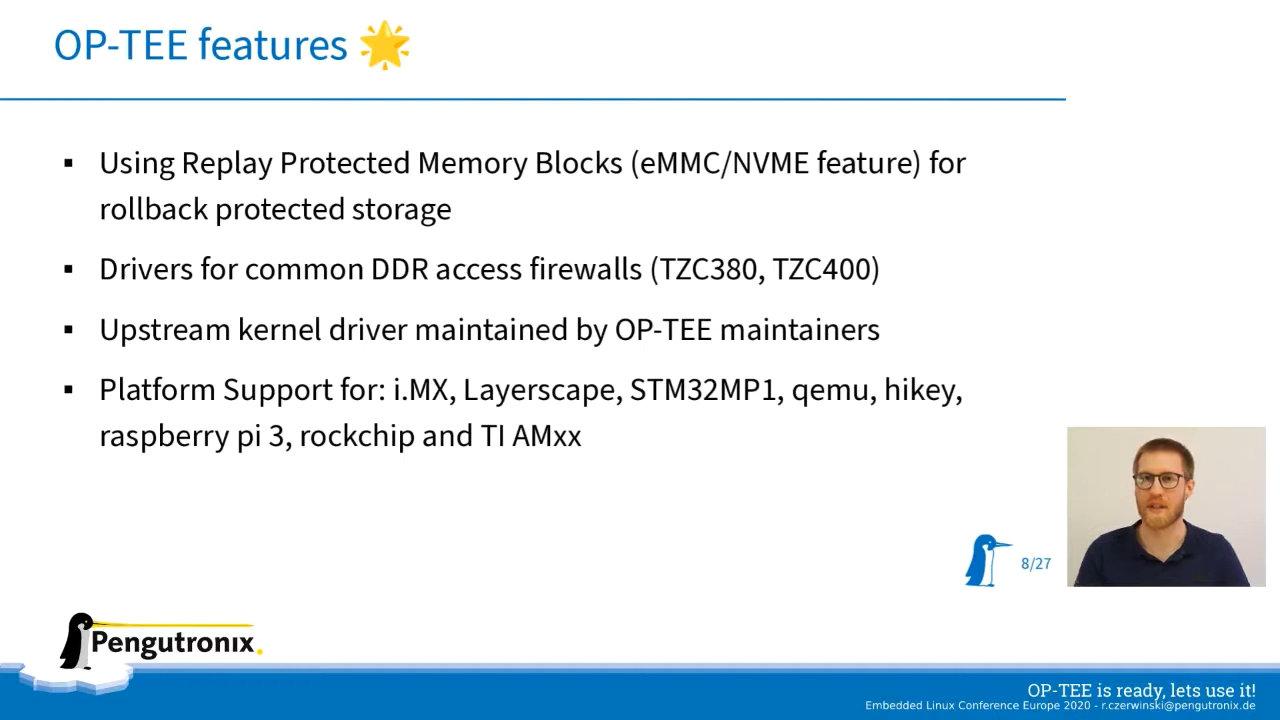 OP-TEE features
Using Replay Protected Memory Blocks (eMMC/NVME feature) for
rollback protected storage
Drivers for common DDR access firewalls (TZC380, TZC400)
Upstream kernel driver maintained by OP-TEE maintainers
Platform Support for: i.MX, Layerscape, STM32MP1, qemu, hikey,
raspberry pi 3, rockchip and TI AMxx
8/27
Pengutronix.
OP-TEE is ready, lets use it!
Embedded Linux Conference Europe 2020 - r.czerwinski@pengutronix.de